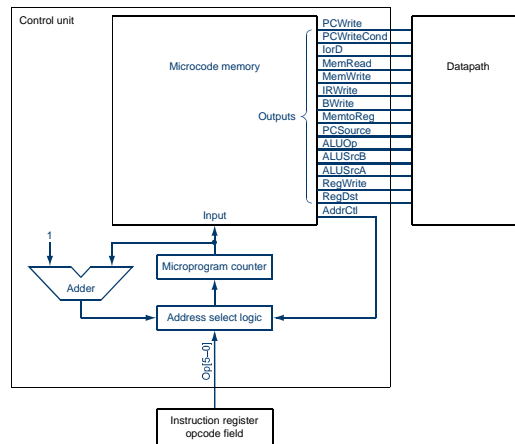 Control unit
Microcode memory
Outputs
Input
PCWrite
PCWriteCond
IorD
MemRead
MemWrite
IRWrite
BWrite
MemtoReg
PCSource
ALUOp
ALUSrcB
ALUSrcA
RegWrite
RegDst
AddrCtl
Datapath
1
Adder
Microprogram counter
Address select logic
Op[5–0]
Instruction register
opcode field